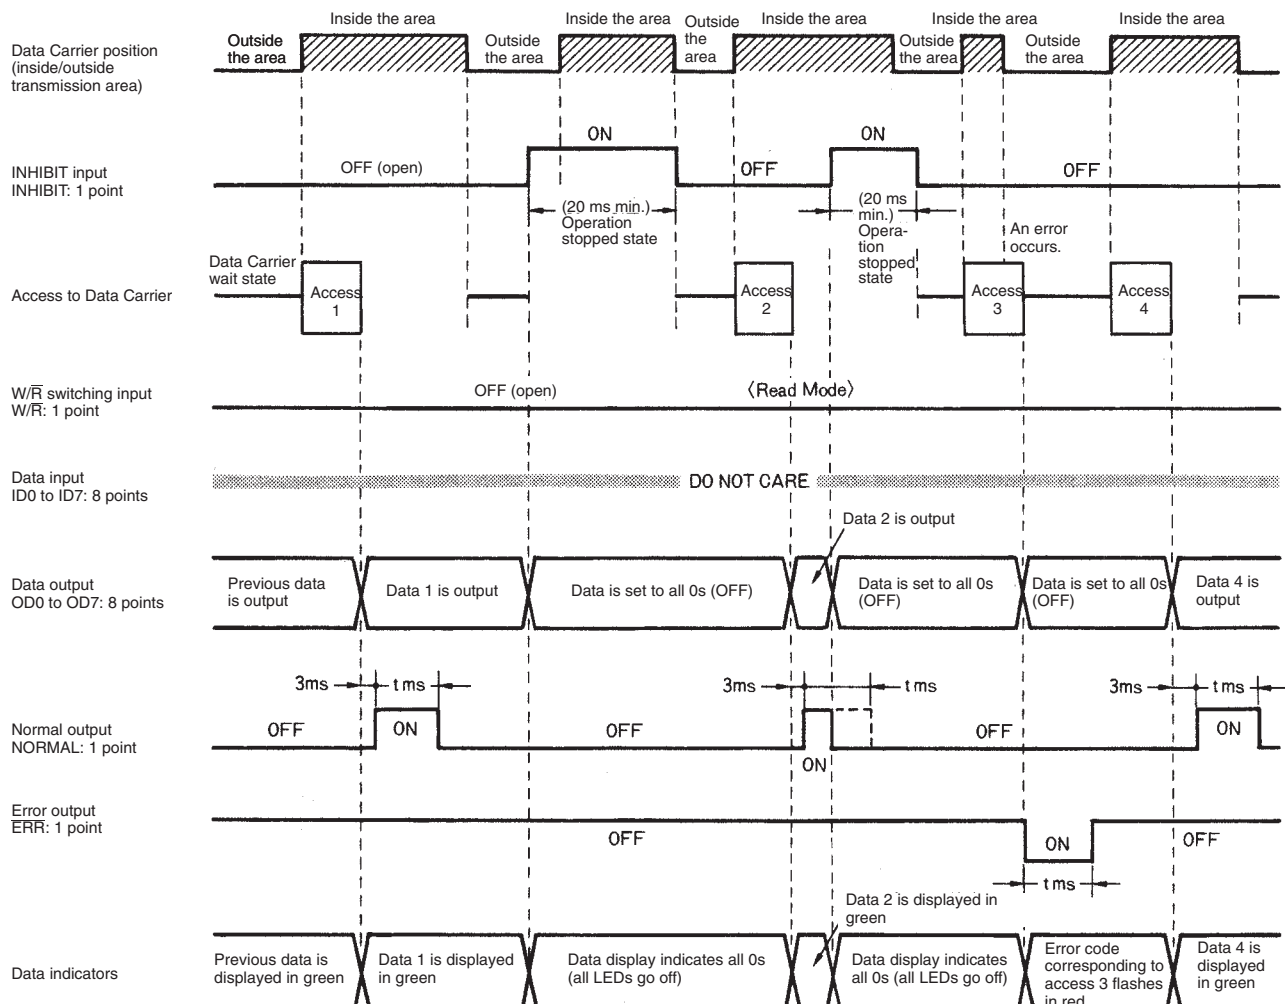 Inside the area
Inside the area
Inside the area
Inside the area
Inside the area
Data Carrier position
(inside/outside
transmission area)
Outside
the area
Outside
the area
Outside
the
area
Outside
the area
Outside
the area
INHIBIT input
INHIBIT: 1 point
OFF (open)
ON
OFF
ON
OFF
(20 ms min.)
Operation
stopped state
(20 ms
min.)
Opera-
tion
stopped
state
An error
occurs.
Access to Data Carrier
Data Carrier
wait state
Access
1
Access
2
Access
3
Access
4
W/R̅ switching input
W/R̅: 1 point
OFF (open)
〈Read Mode〉
Data input
ID0 to ID7: 8 points
DO NOT CARE
Data 2 is output
Data output
OD0 to OD7: 8 points
Previous data
is output
Data 1 is output
Data is set to all 0s (OFF)
Data is set to all 0s
(OFF)
Data is set to all 0s
(OFF)
Data 4 is
output
3ms
t ms
3ms
t ms
3ms
t ms
Normal output
NORMAL: 1 point
OFF
ON
OFF
ON
OFF
ON
Error output
E̅R̅R̅: 1 point
OFF
ON
OFF
t ms
Data 2 is displayed in
green
Data indicators
Previous data is
displayed in green
Data 1 is displayed
in green
Data display indicates all 0s
(all LEDs go off)
Data display indicates
all 0s (all LEDs go off)
Error code
corresponding to
access 3 flashes
in red
Data 4 is
displayed
in green